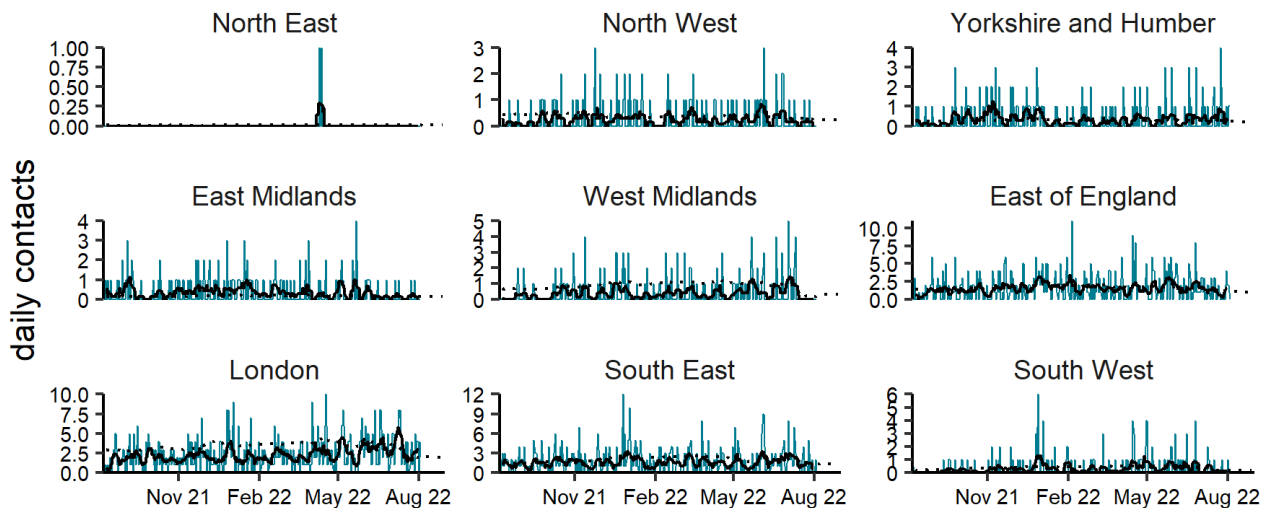 North East North West Yorkshire and Humber
1.00 0.75 0.50 0.25 0.00
3 2 1 0
4 3 2 1 0
daily contacts
East Midlands West Midlands East of England
4 3 2 1 0
5 4 3 2 1 0
10.0 7.5 5.0 2.5 0.0
London South East South West
10.0 7.5 5.0 2.5 0.0
12 9 6 3 0
6 5 4 3 2 1 0
Nov 21 Feb 22 May 22 Aug 22 Nov 21 Feb 22 May 22 Aug 22 Nov 21 Feb 22 May 22 Aug 22